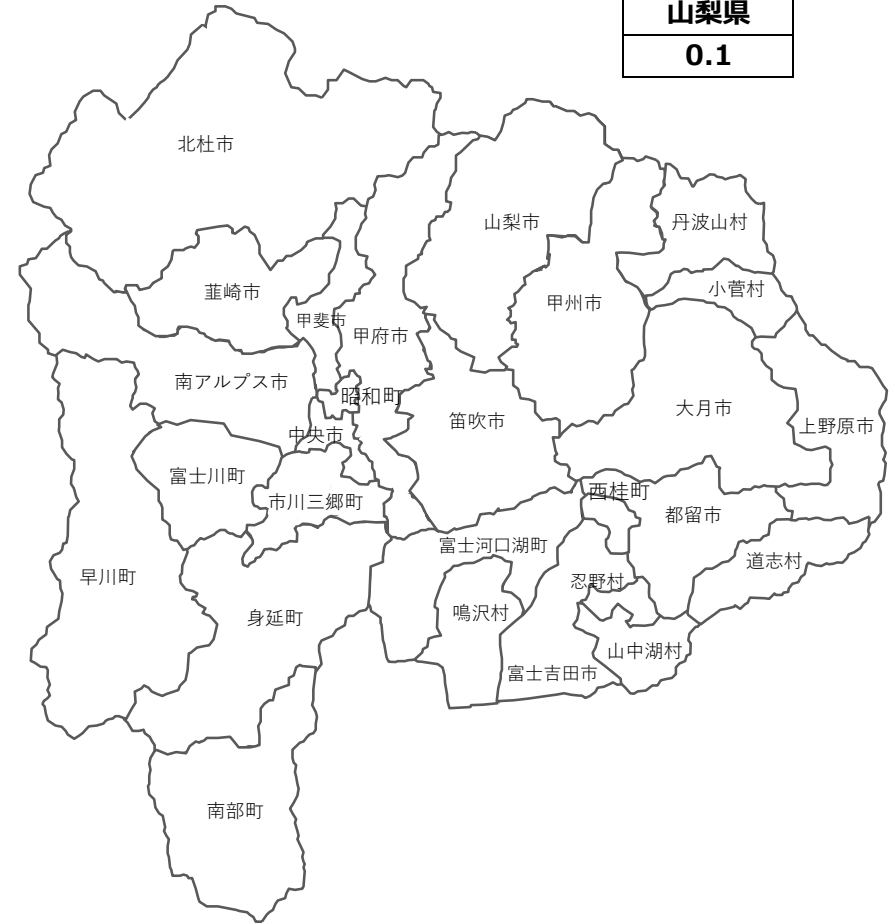 山梨県
0.1
北杜市
山梨市
丹波山村
韮崎市
小菅村
甲州市
甲斐市
甲府市
南アルプス市
昭和町
大月市
笛吹市
上野原市
中央市
富士川町
西桂町
市川三郷町
都留市
富士河口湖町
道志村
早川町
忍野村
身延町
鳴沢村
山中湖村
富士吉田市
南部町